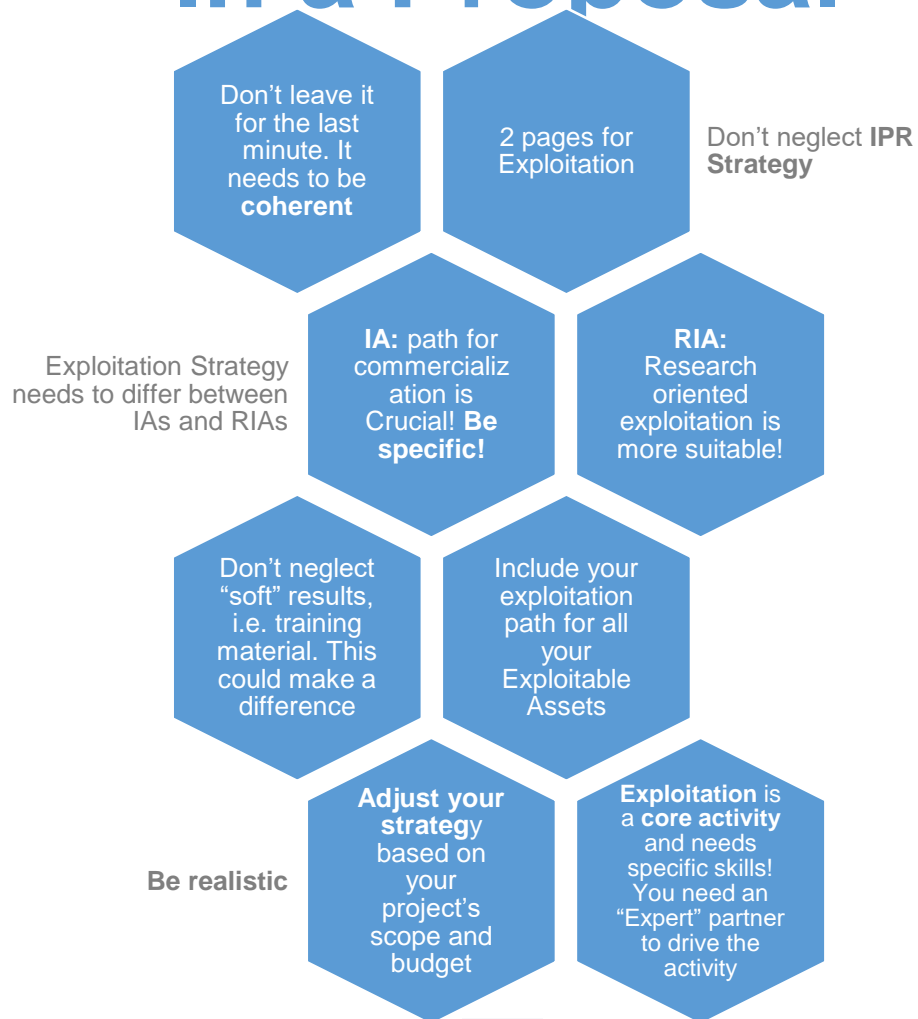 in a Proposal
Don’t leave it
for the last
minute. It
needs to be
coherent
2 pages for
Exploitation
Don’t neglect IPR
Strategy
Exploitation Strategy
needs to differ between
IAs and RIAs
IA: path for
commercializ
ation is
Crucial! Be
specific!
RIA:
Research
oriented
exploitation is
more suitable!
Don’t neglect
“soft” results,
i.e. training
material. This
could make a
difference
Include your
exploitation
path for all
your
Exploitable
Assets
Be realistic
Adjust your
strategy
based on
your
project’s
scope and
budget
Exploitation is
a core activity
and needs
specific skills!
You need an
“Expert” partner
to drive the
activity